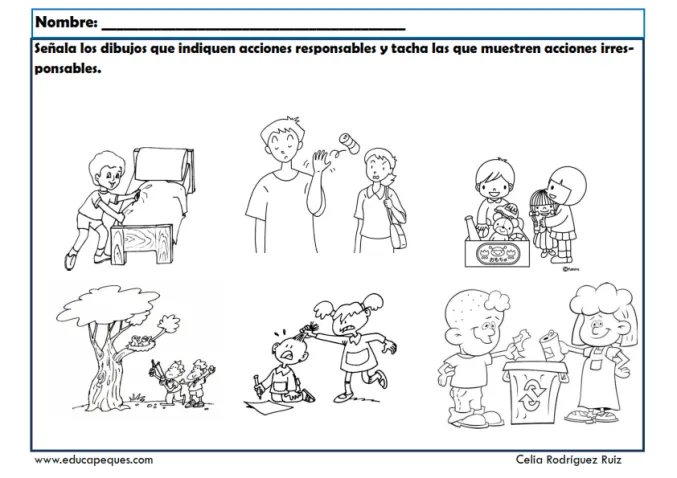 Nombre: ___________________________________
Señala los dibujos que indiquen acciones responsables y tacha las que muestren acciones irres-
ponsables.
www.educapeques.com
Celia Rodríguez Ruiz